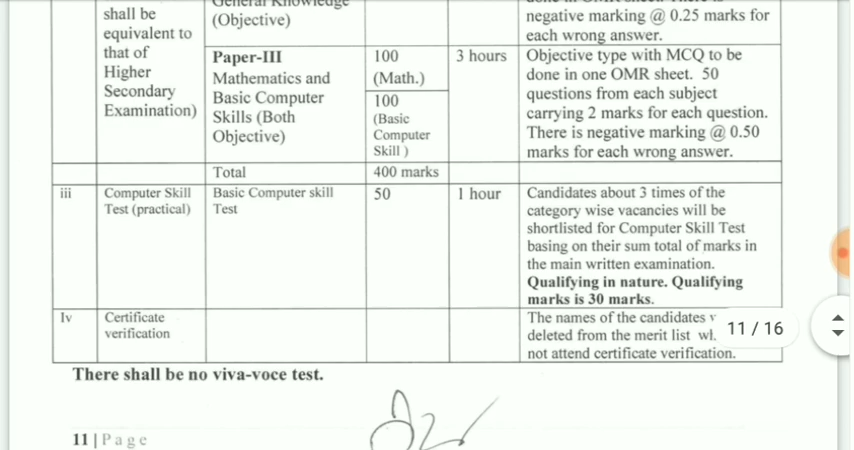 shall be
equivalent to
that of
Higher
Secondary
Examination)
General Knowledge
(Objective)
negative marking @ 0.25 marks for
each wrong answer.
Paper-III
Mathematics and
Basic Computer
Skills (Both
Objective)
100
(Math.)
100
(Basic
Computer
Skill )
3 hours
Objective type with MCQ to be
done in one OMR sheet. 50
questions from each subject
carrying 2 marks for each question.
There is negative marking @ 0.50
marks for each wrong answer.
Total
400 marks
iii
Computer Skill
Test (practical)
Basic Computer skill
Test
50
1 hour
Candidates about 3 times of the
category wise vacancies will be
shortlisted for Computer Skill Test
basing on their sum total of marks in
the main written examination.
Qualifying in nature. Qualifying
marks is 30 marks.
Iv
Certificate
verification
The names of the candidates
deleted from the merit list
not attend certificate verification.
11 / 16
There shall be no viva-voce test.
11 | Page